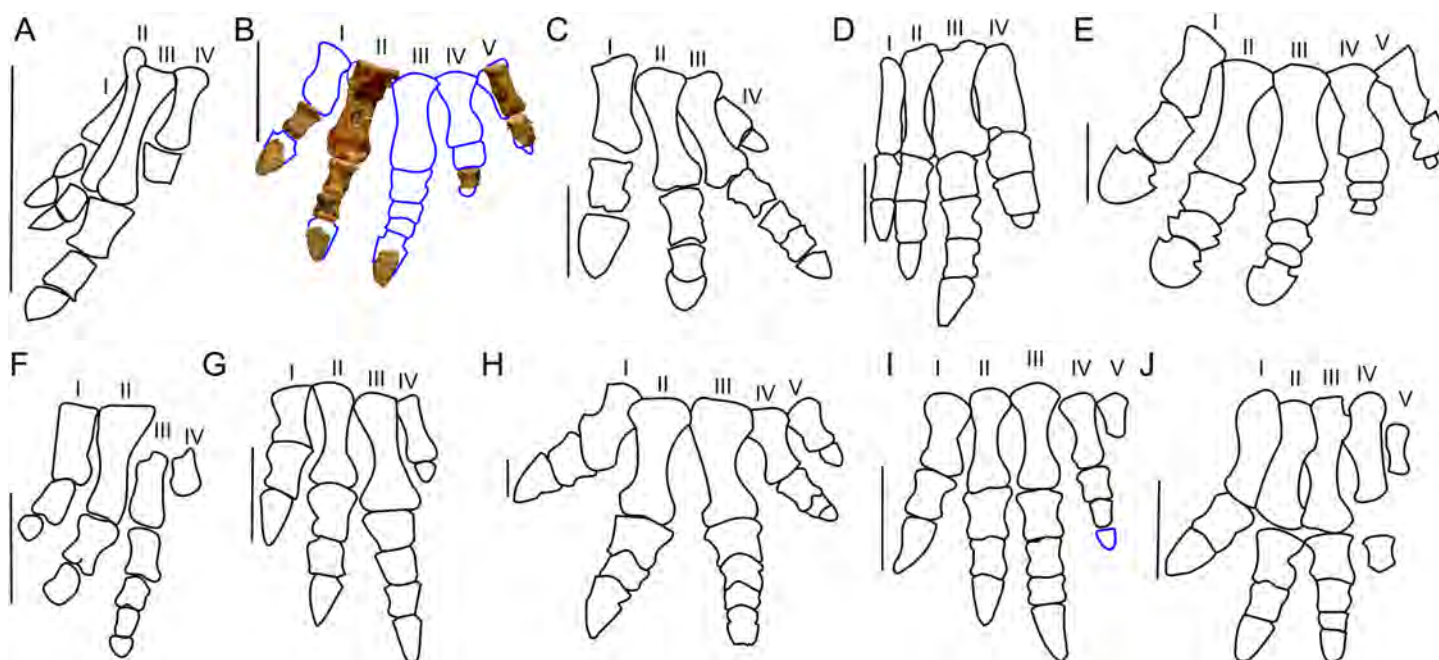 A I II III IV
B I II III IV V
C I II III IV
D I II III IV
E I II III IV V
F I II III IV
G I II III IV
H I II III IV V
I I II III IV V
J I II III IV V